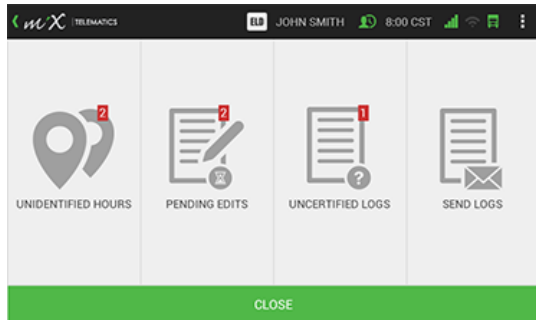 miX TELEMATICS
ELD JOHN SMITH 8:00 CST
2
2
1
?
UNIDENTIFIED HOURS
PENDING EDITS
UNCERTIFIED LOGS
SEND LOGS
CLOSE